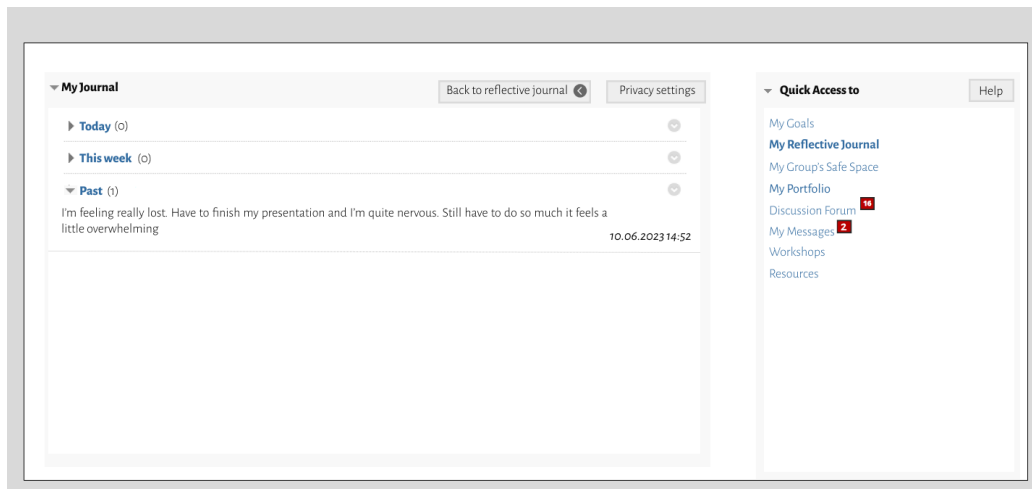 My Journal
Back to reflective journal
Privacy settings
Today (0)
This week (0)
Past (1)
I'm feeling really lost. Have to finish my presentation and I'm quite nervous. Still have to do so much it feels a
little overwhelming
10.06.2023 14:52
Quick Access to
Help
My Goals
My Reflective Journal
My Group's Safe Space
My Portfolio
Discussion Forum 16
My Messages 2
Workshops
Resources